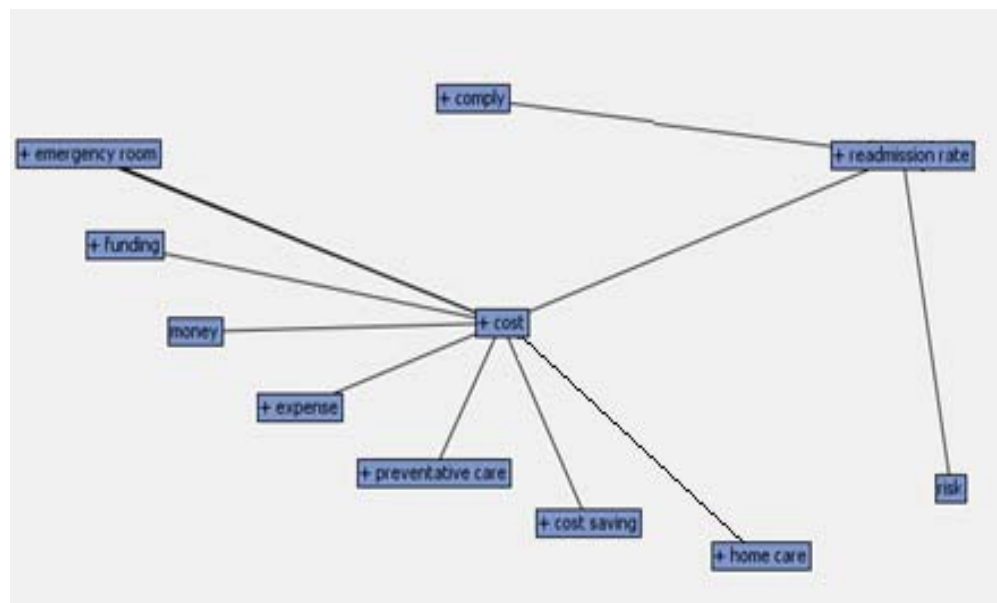 + comply
+ emergency room
+ readmission rate
+ funding
+ cost
money
+ expense
+ preventative care
risk
+ cost saving
+ home care